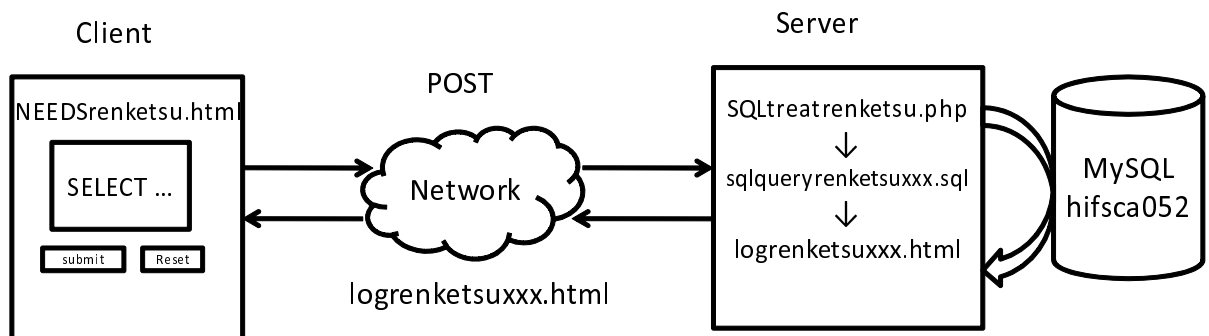 Client
NEEDSrenketsu.html
SELECT ...
submit
Reset
POST
Network
logrenketsuxxx.html
Server
SQLtreatrenketsu.php
↓
sqlqueryrenketsuxxx.sql
↓
logrenketsuxxx.html
MySQL
hifsca052